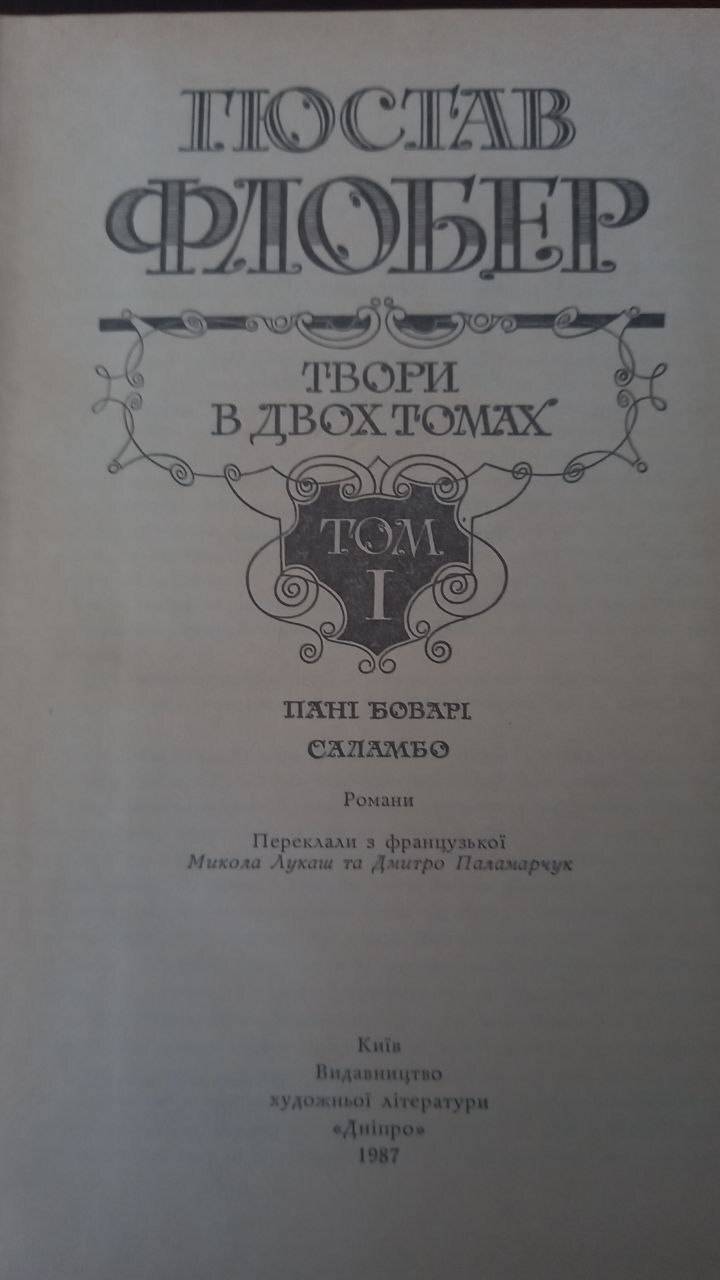 ГЮСТАВ
ФЛОБЕР
ТВОРИ
В ДВОХ ТОМАХ
ТОМ
I
ПАНІ БОВАРІ
САЛАМБО
Романи
Переклали з французької
Микола Лукаш та Дмитро Паламарчук
Київ
Видавництво
художньої літератури
«Дніпро»
1987